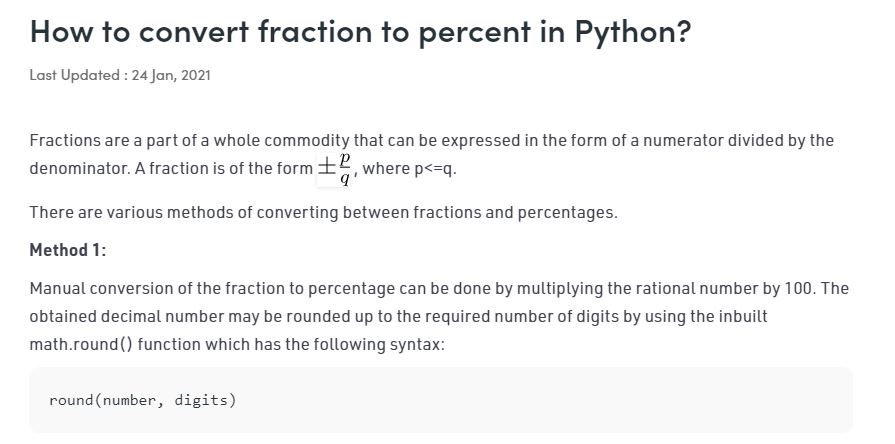 How to convert fraction to percent in Python?
Last Updated : 24 Jan, 2021
Fractions are a part of a whole commodity that can be expressed in the form of a numerator divided by the
denominator. A fraction is of the form ±p/q, where p<=q.
There are various methods of converting between fractions and percentages.
Method 1:
Manual conversion of the fraction to percentage can be done by multiplying the rational number by 100. The
obtained decimal number may be rounded up to the required number of digits by using the inbuilt
math.round() function which has the following syntax:
round(number, digits)